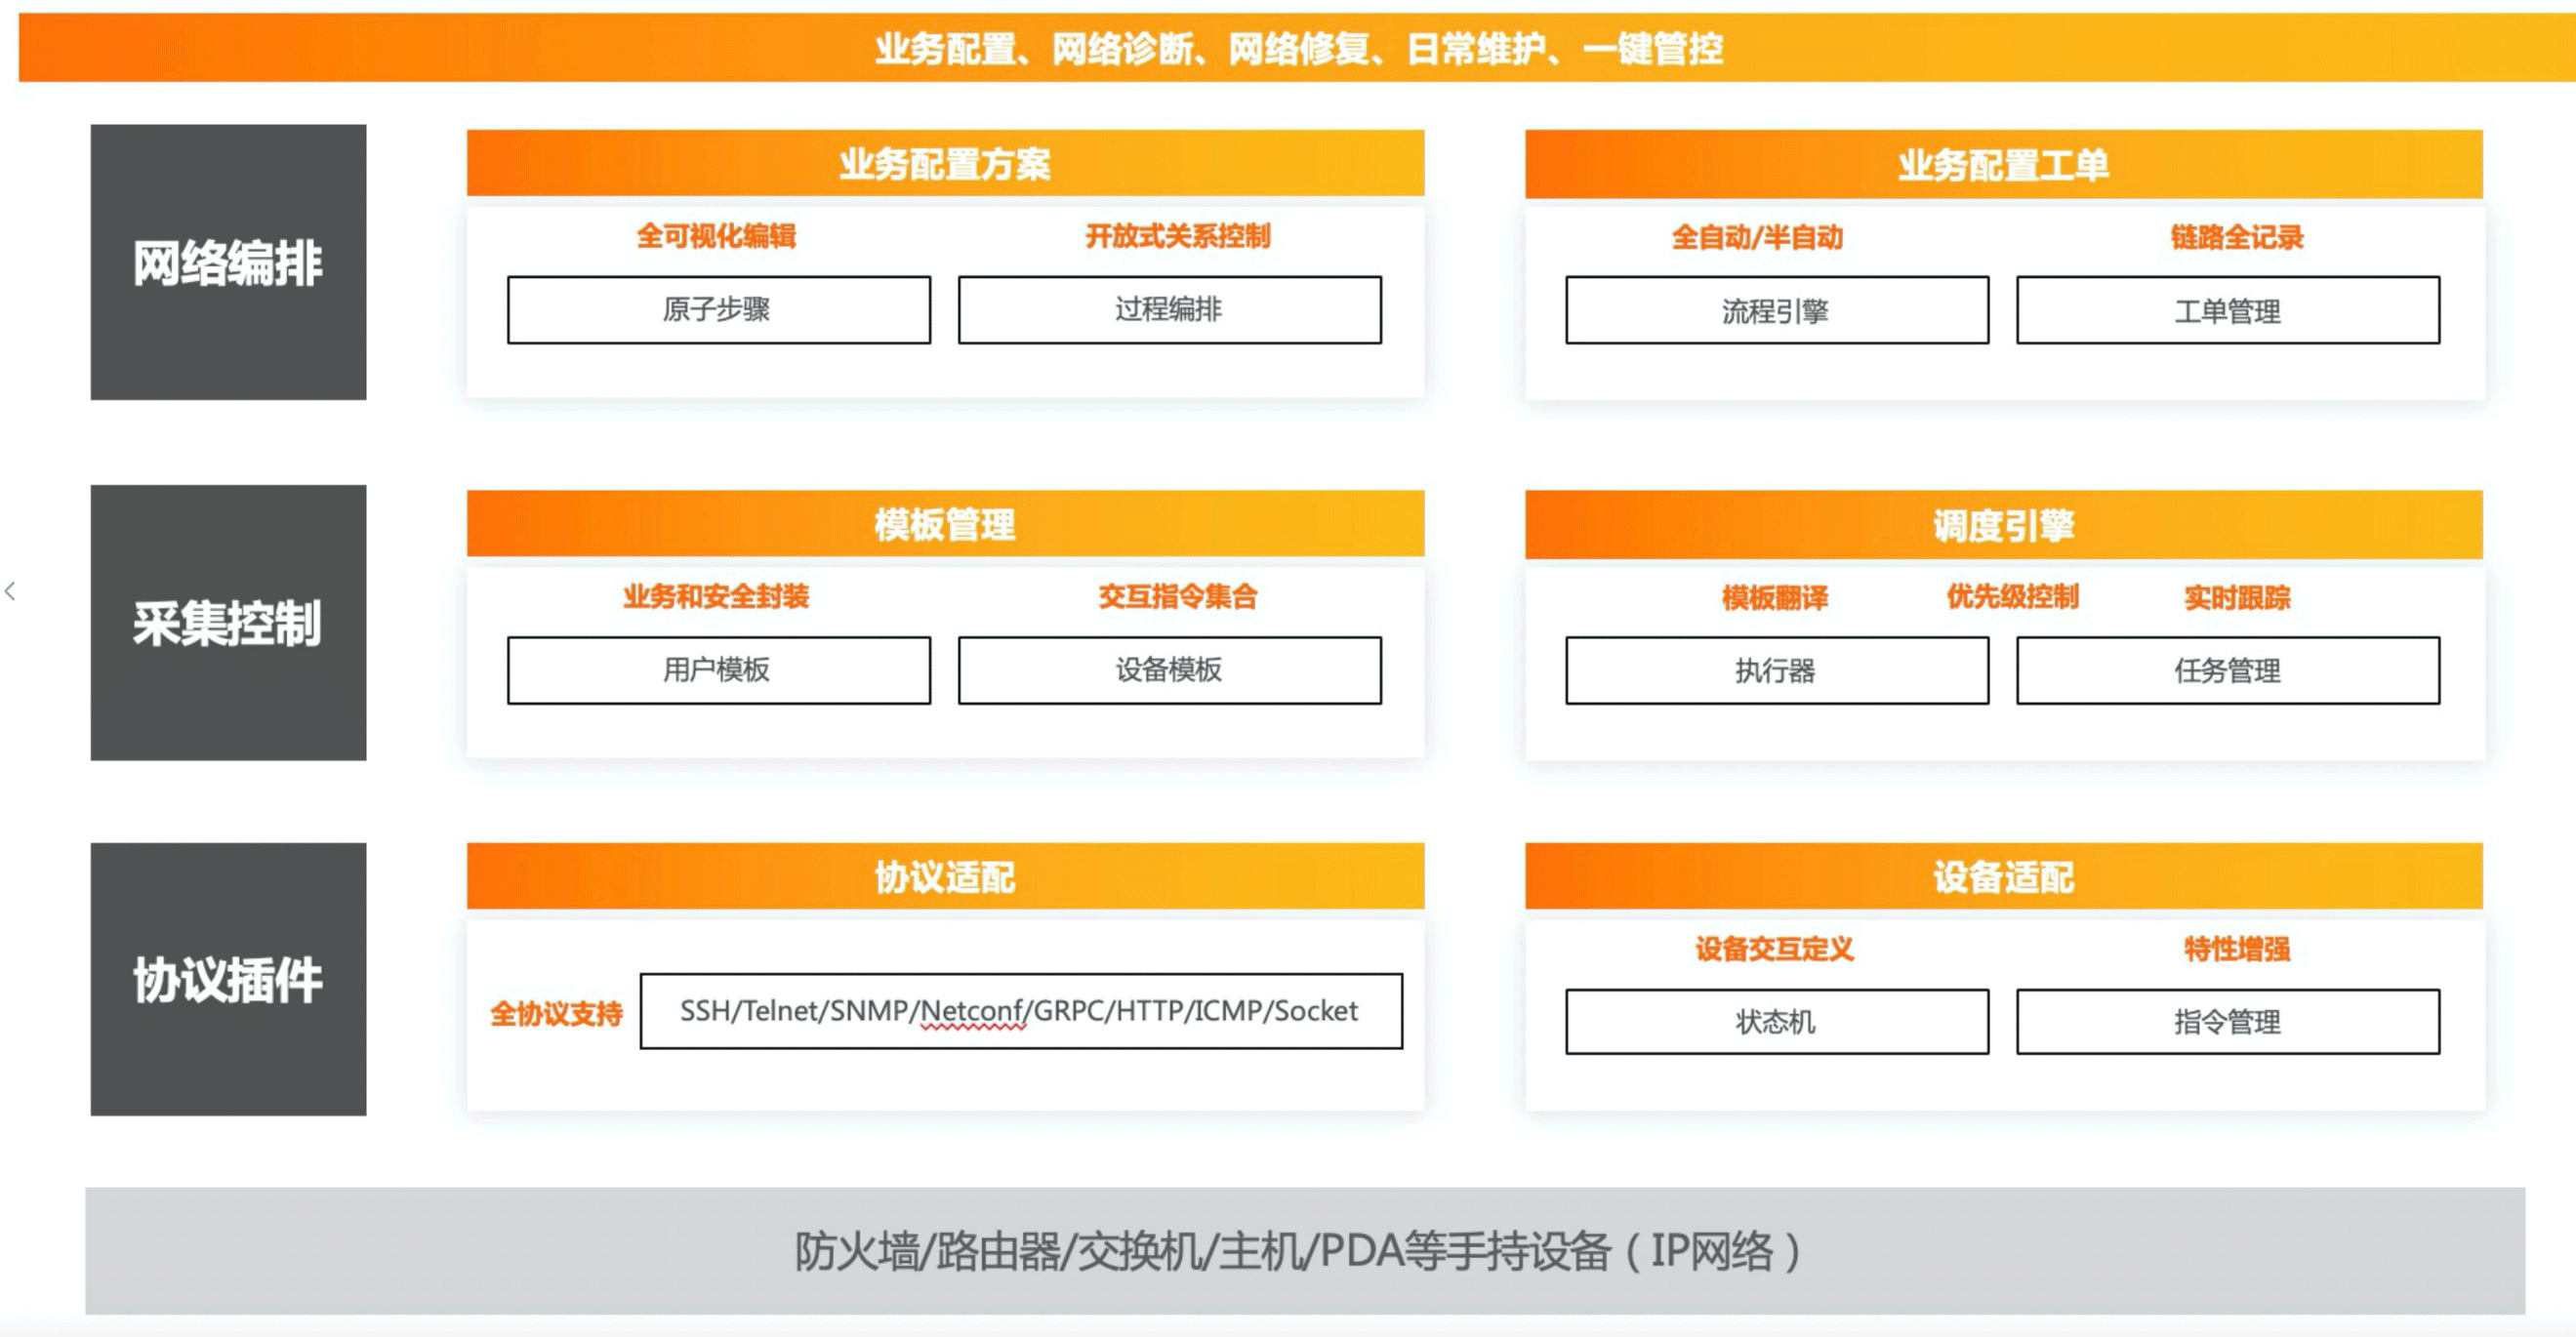 业务配置、网络诊断、网络修复、日常维护、一键管控
网络编排
业务配置方案
全可视化编辑 开放式关系控制
原子步骤 过程编排
业务配置工单
全自动/半自动 链路全记录
流程引擎 工单管理
采集控制
模板管理
业务和安全封装 交互指令集合
用户模板 设备模板
调度引擎
模板翻译 优先级控制 实时跟踪
执行器 任务管理
协议插件
协议适配
全协议支持 SSH/Telnet/SNMP/Netconf/GRPC/HTTP/ICMP/Socket
设备适配
设备交互定义 特性增强
状态机 指令管理
防火墙/路由器/交换机/主机/PDA等手持设备（IP网络）